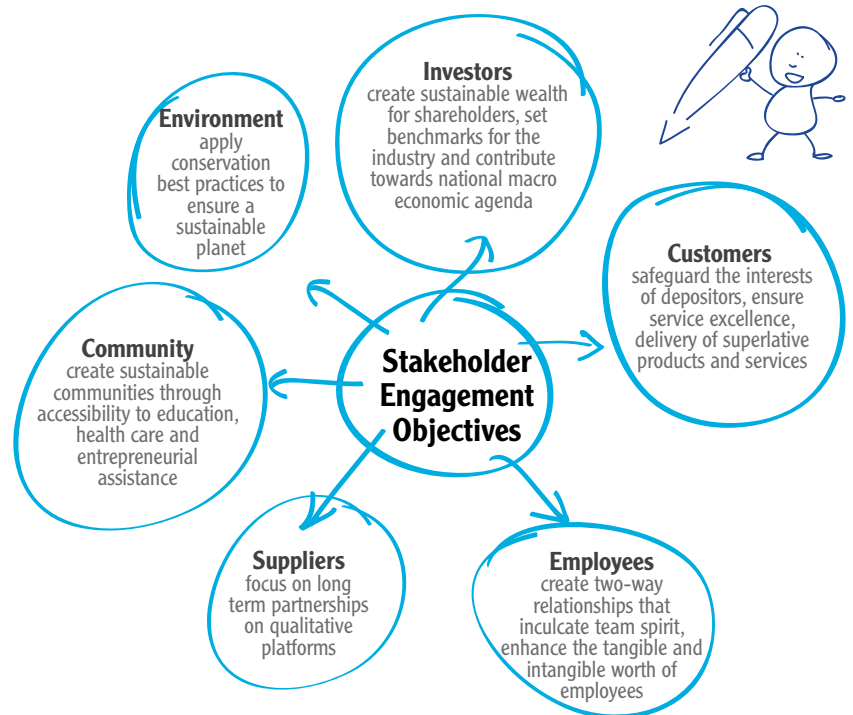 Investors
create sustainable wealth
for shareholders, set
benchmarks for the
industry and contribute
towards national macro
economic agenda
Environment
apply
conservation
best practices to
ensure a
sustainable
planet
Customers
safeguard the interests
of depositors, ensure
service excellence,
delivery of superlative
products and services
Stakeholder
Engagement
Objectives
Community
create sustainable
communities through
accessibility to education,
health care and
entrepreneurial
assistance
Suppliers
focus on long
term partnerships
on qualitative
platforms
Employees
create two-way
relationships that
inculcate team spirit,
enhance the tangible and
intangible worth of
employees